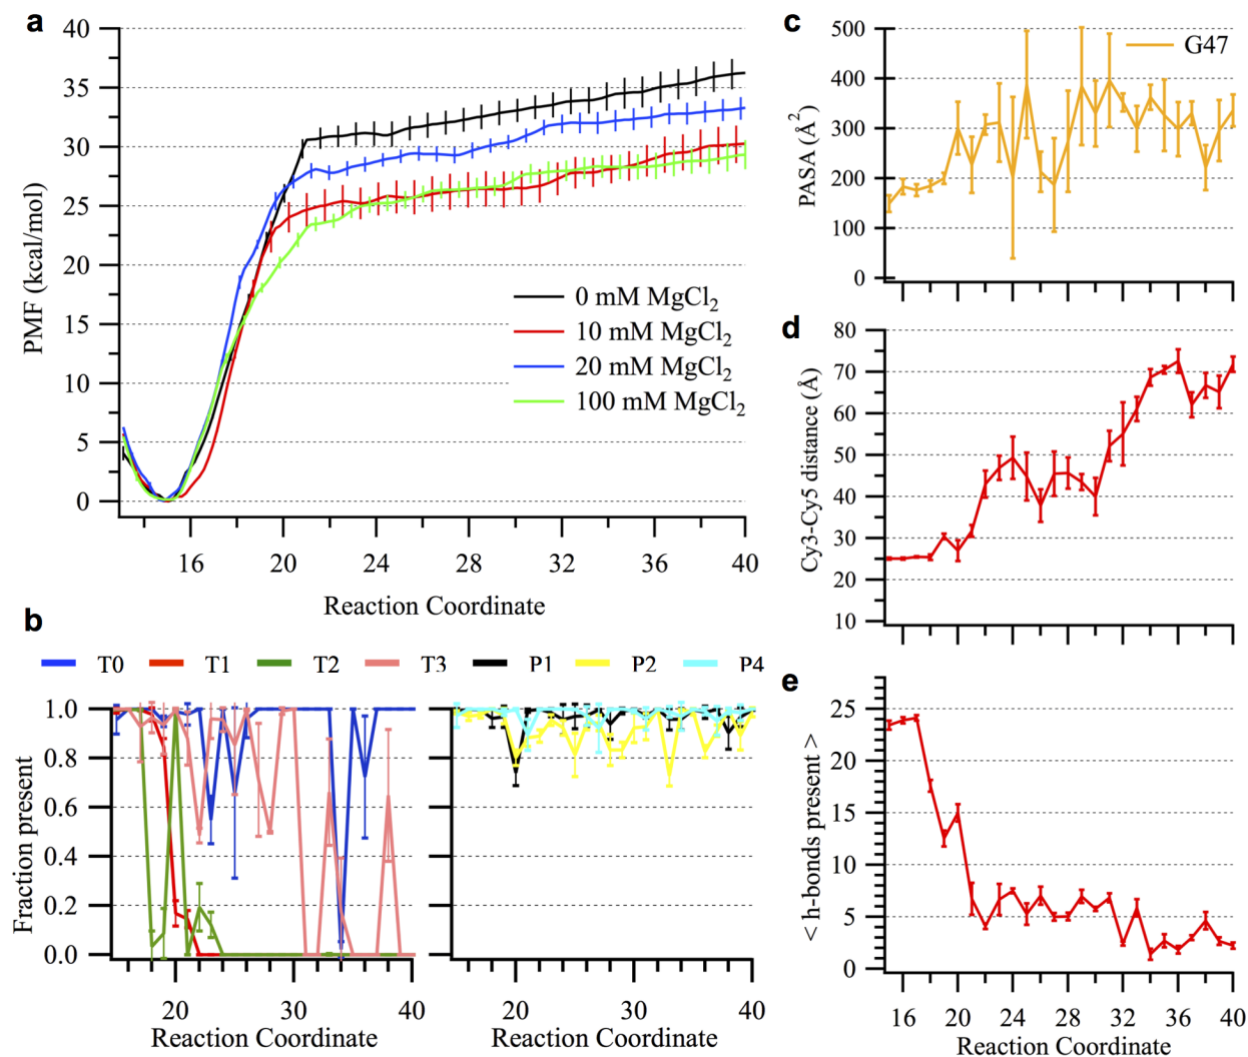 a
40
35
30
25
20
15
10
5
0
PMF (kcal/mol)
0 mM MgCl2
10 mM MgCl2
20 mM MgCl2
100 mM MgCl2
16 20 24 28 32 36 40
Reaction Coordinate
b
T0 T1 T2 T3 P1 P2 P4
1.0
0.8
0.6
0.4
0.2
0.0
Fraction present
20 30 40
Reaction Coordinate
20 30 40
Reaction Coordinate
c
500
400
300
200
100
0
PASA (Å2)
G47
d
80
70
60
50
40
30
20
10
Cy3-Cy5 distance (Å)
e
25
20
15
10
5
0
< h-bonds present >
16 20 24 28 32 36 40
Reaction Coordinate